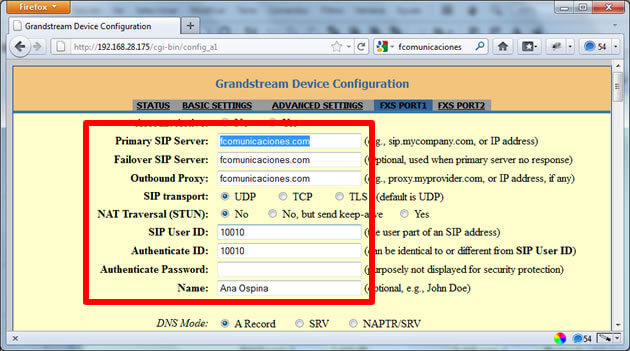 Firefox
Grandstream Device Configuration
http://192.168.28.175/cgi-bin/config_a1
fcomunicaciones
54
Grandstream Device Configuration
STATUS BASIC SETTINGS ADVANCED SETTINGS FXS PORT1 FXS PORT2
Primary SIP Server: fcomunicaciones.com (e.g., sip.mycompany.com, or IP address)
Failover SIP Server: fcomunicaciones.com (Optional, used when primary server no response)
Outbound Proxy: fcomunicaciones.com (e.g., proxy.myprovider.com, or IP address, if any)
SIP transport: UDP TCP TLS (default is UDP)
NAT Traversal (STUN): No No, but send keep-alive Yes
SIP User ID: 10010 (the user part of an SIP address)
Authenticate ID: 10010 (can be identical to or different from SIP User ID)
Authenticate Password: (purposely not displayed for security protection)
Name: Ana Ospina (optional, e.g., John Doe)
DNS Mode: A Record SRV NAPTR/SRV
54